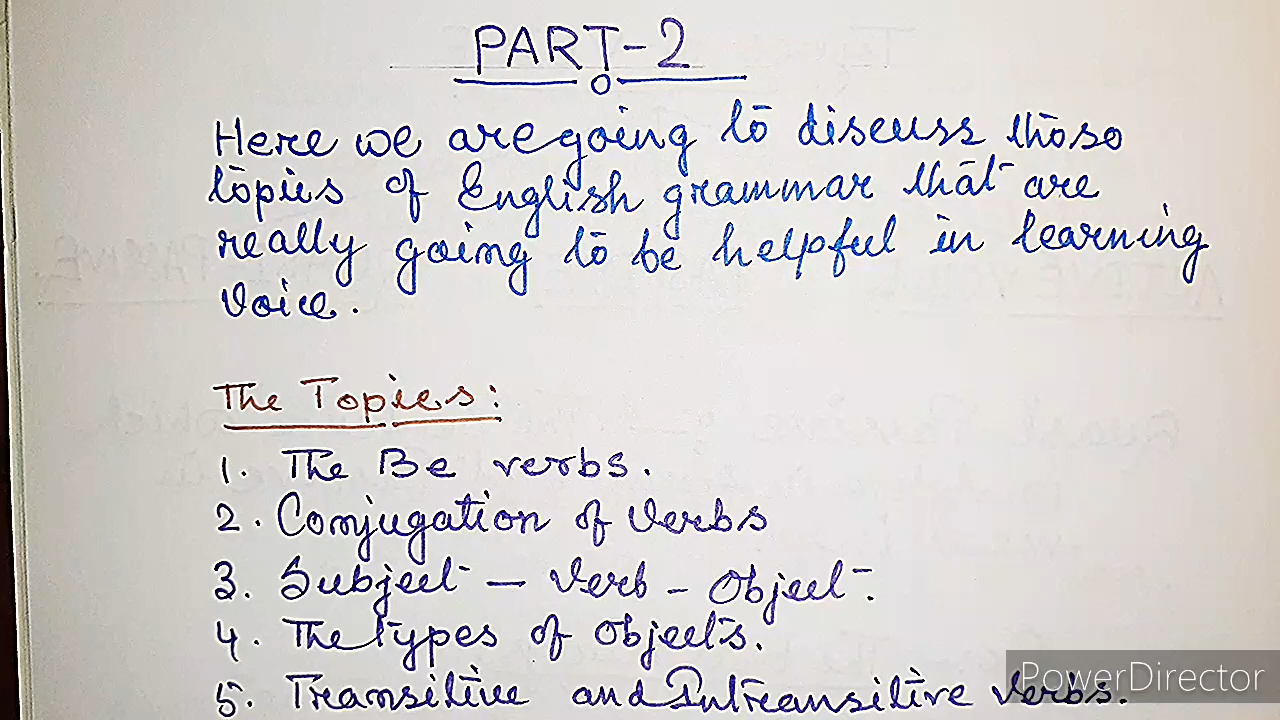 PART-2
Here we are going to discuss those
topics of English grammar that are
really going to be helpful in learning
voice.
The Topics:
1. The Be verbs.
2. Conjugation of verbs
3. Subject - Verb - Object.
4. The types of objects.
5. Transitive and Intransitive verbs.
PowerDirector